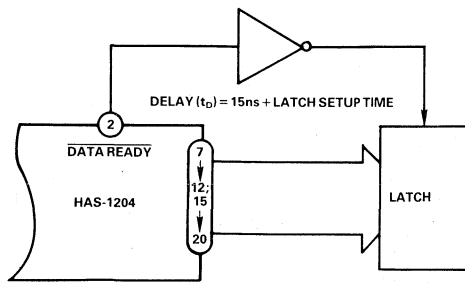 2
DELAY (tD) = 15ns + LATCH SETUP TIME
DATA READY
7
12;
HAS-1204
15
LATCH
20